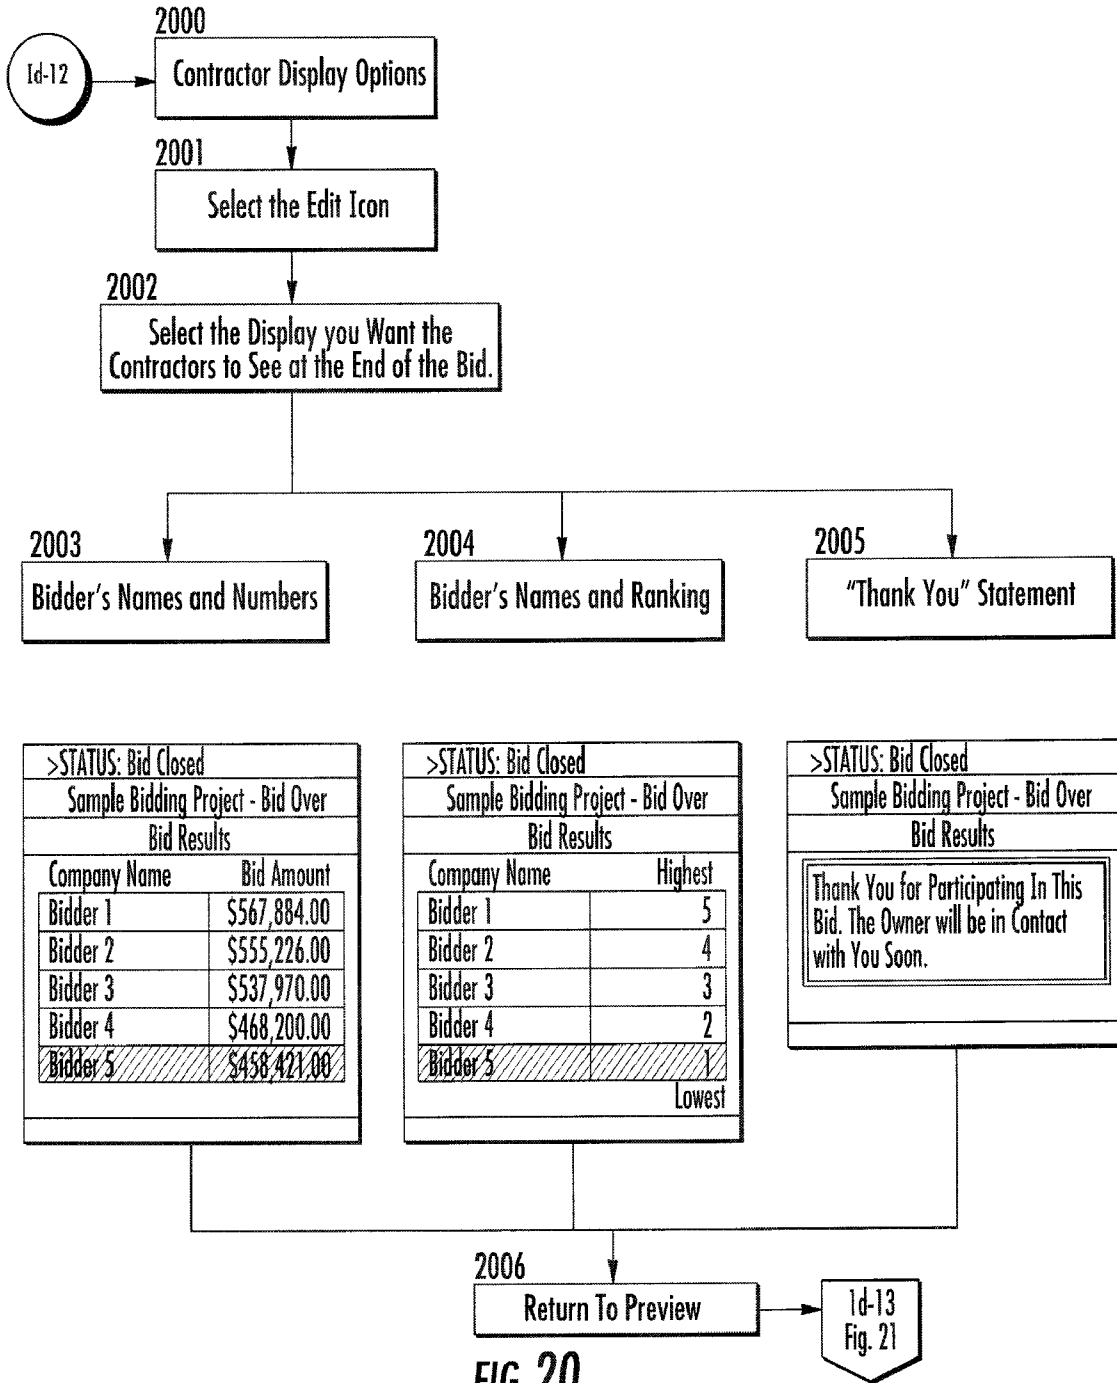 2000
Id-12
Contractor Display Options
2001
Select the Edit Icon
2002
Select the Display you Want the
Contractors to See at the End of the Bid.
2003
Bidder's Names and Numbers
2004
Bidder's Names and Ranking
2005
"Thank You" Statement
>STATUS: Bid Closed
Sample Bidding Project - Bid Over
Bid Results
Company Name Bid Amount
Bidder 1 $567,884.00
Bidder 2 $555,226.00
Bidder 3 $537,970.00
Bidder 4 $468,200.00
Bidder 5 $458,421.00
>STATUS: Bid Closed
Sample Bidding Project - Bid Over
Bid Results
Company Name Highest
Bidder 1 5
Bidder 2 4
Bidder 3 3
Bidder 4 2
Bidder 5 1
Lowest
>STATUS: Bid Closed
Sample Bidding Project - Bid Over
Bid Results
Thank You for Participating In This
Bid. The Owner will be in Contact
with You Soon.
2006
Return To Preview
1d-13
Fig. 21
FIG. 20